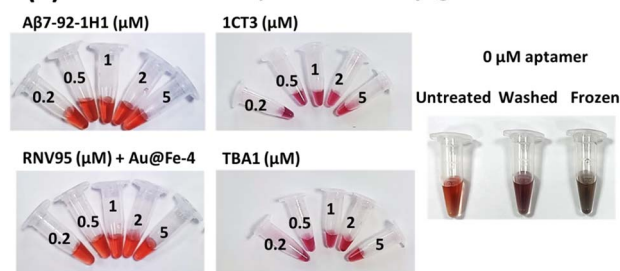 Aβ7-92-1H1 (µM)
0.2 0.5 1 2 5
1CT3 (µM)
0.2 0.5 1 2 5
0 µM aptamer
Untreated Washed Frozen
RNV95 (µM) + Au@Fe-4
0.2 0.5 1 2 5
TBA1 (µM)
0.2 0.5 1 2 5